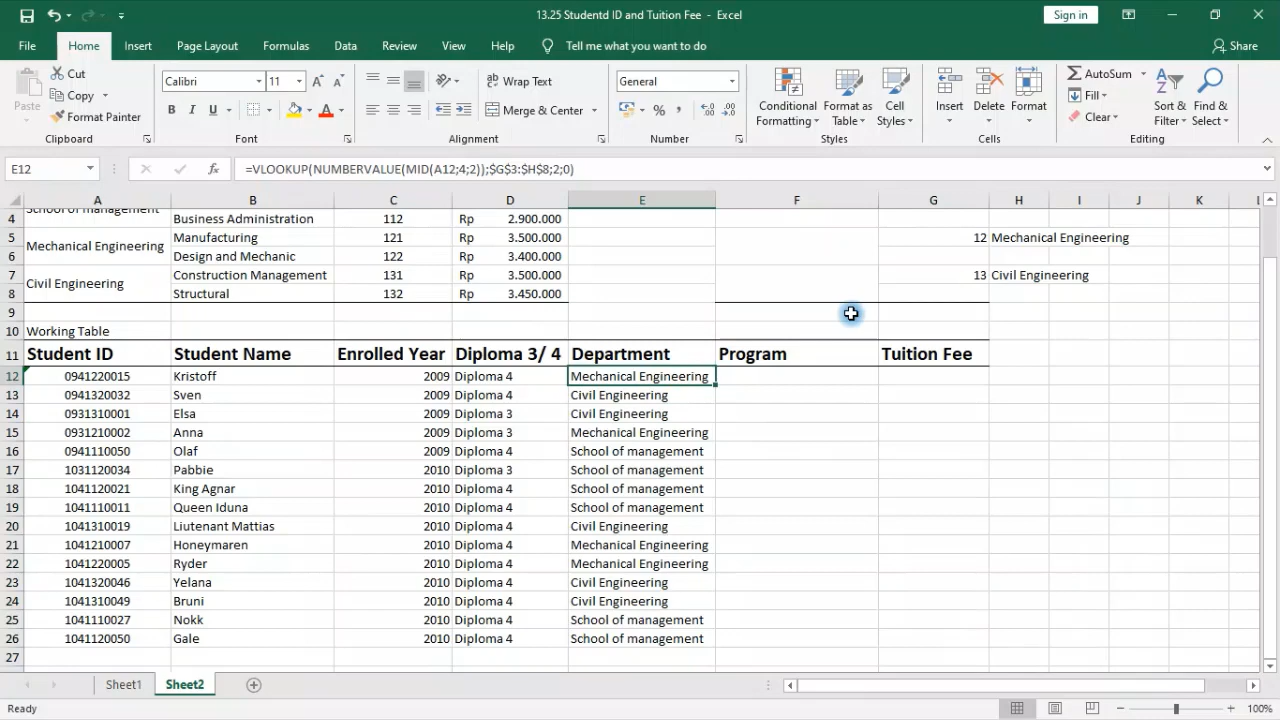 13.25 Studentd ID and Tuition Fee - Excel
Sign in
File Home Insert Page Layout Formulas Data Review View Help Tell me what you want to do Share
Paste
Cut
Copy
Format Painter
Clipboard
Calibri 11
B I U
Font
Wrap Text
Merge & Center
Alignment
General
Number
Conditional Formatting
Format as Table
Cell Styles
Styles
Insert
Delete
Format
Cells
AutoSum
Fill
Clear
Sort & Filter
Find & Select
Editing
E12 fx =VLOOKUP(NUMBERVALUE(MID(A12;4;2));$G$3:$H$8;2;0)
A B C D E F G H I J K L
School of management
4 Business Administration 112 Rp 2.900.000
5 Mechanical Engineering Manufacturing 121 Rp 3.500.000 12 Mechanical Engineering
6 Design and Mechanic 122 Rp 3.400.000
7 Civil Engineering Construction Management 131 Rp 3.500.000 13 Civil Engineering
8 Structural 132 Rp 3.450.000
9
10 Working Table
11 Student ID Student Name Enrolled Year Diploma 3/ 4 Department Program Tuition Fee
12 0941220015 Kristoff 2009 Diploma 4 Mechanical Engineering
13 0941320032 Sven 2009 Diploma 4 Civil Engineering
14 0931310001 Elsa 2009 Diploma 3 Civil Engineering
15 0931210002 Anna 2009 Diploma 3 Mechanical Engineering
16 0941110050 Olaf 2009 Diploma 4 School of management
17 1031120034 Pabbie 2010 Diploma 3 School of management
18 1041120021 King Agnar 2010 Diploma 4 School of management
19 1041110011 Queen Iduna 2010 Diploma 4 School of management
20 1041310019 Liutenant Mattias 2010 Diploma 4 Civil Engineering
21 1041210007 Honeymaren 2010 Diploma 4 Mechanical Engineering
22 1041220005 Ryder 2010 Diploma 4 Mechanical Engineering
23 1041320046 Yelana 2010 Diploma 4 Civil Engineering
24 1041310049 Bruni 2010 Diploma 4 Civil Engineering
25 1041110027 Nokk 2010 Diploma 4 School of management
26 1041120050 Gale 2010 Diploma 4 School of management
27
Sheet1 Sheet2
Ready 100%